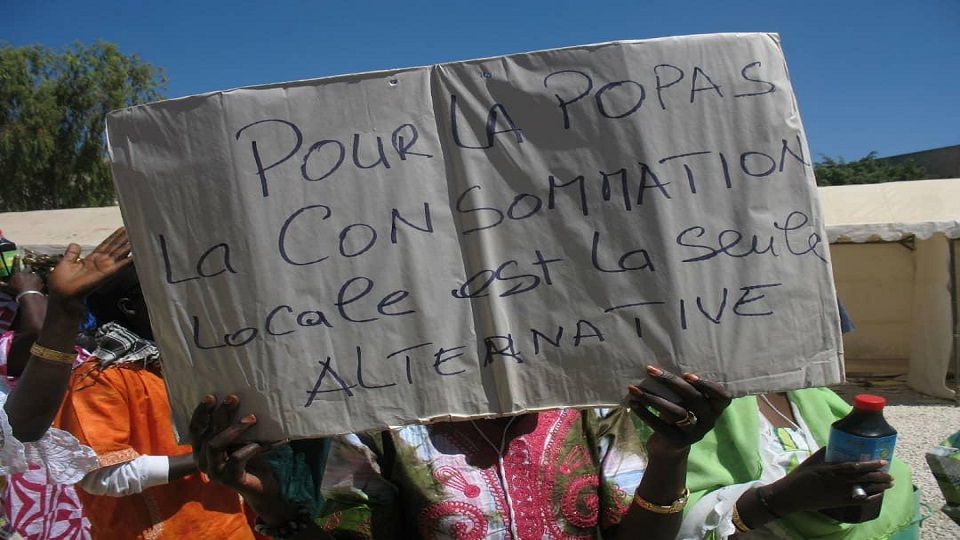 POUR LA POPAS
La CONSOMMATION
Locale est La seule
ALTERNATIVE